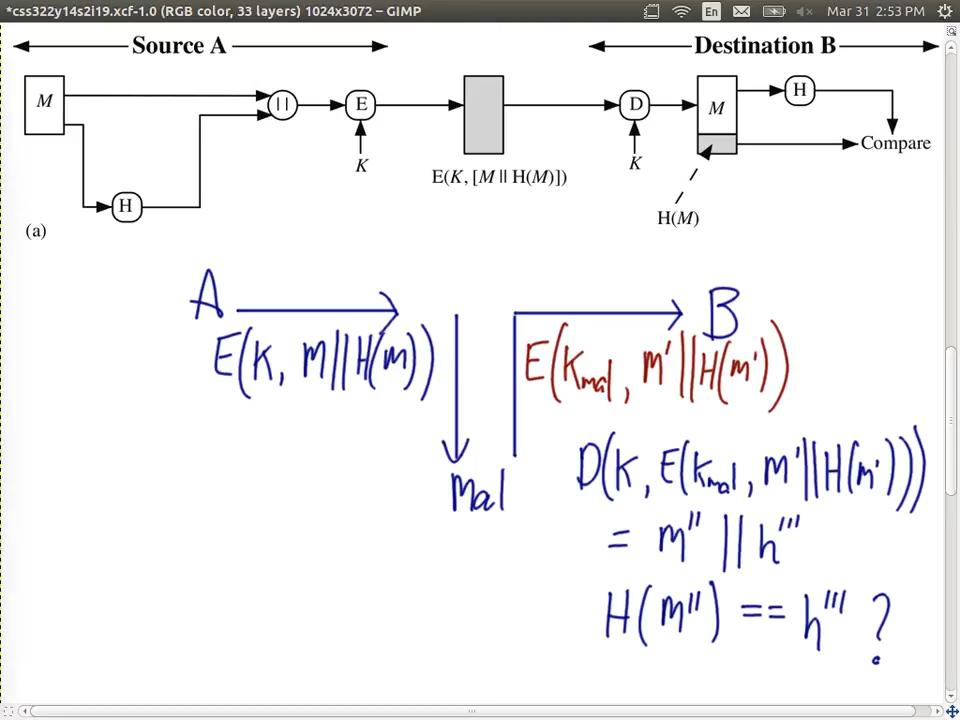 *css322y14s2i19.xcf-1.0 (RGB color, 33 layers) 1024x3072 – GIMP
En
Mar 31 2:53 PM
Source A
Destination B
M
||
E
D
M
H
Compare
K
K
E(K, [M || H(M)])
H
H(M)
(a)
A
B
E(K, M||H(M))
E(Kmal, M'||H(M'))
Mal
D(K, E(Kmal, M'||H(M')))
= M'' || h'''
H(M'') == h''' ?